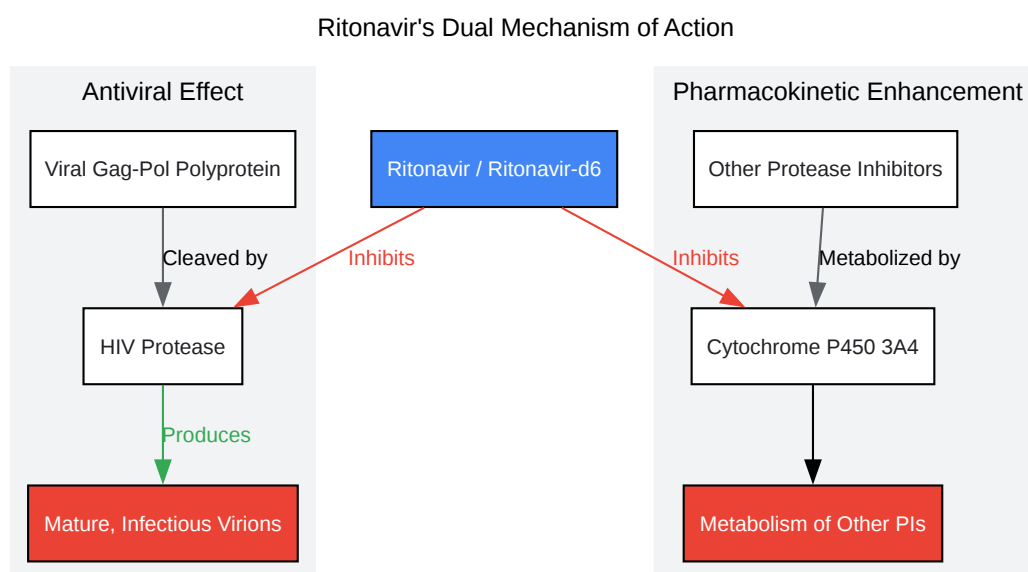 Ritonavir's Dual Mechanism of Action
Antiviral Effect
Pharmacokinetic Enhancement
Viral Gag-Pol Polyprotein
Ritonavir / Ritonavir-d6
Other Protease Inhibitors
Cleaved by
Inhibits
Inhibits
Metabolized by
HIV Protease
Cytochrome P450 3A4
Produces
Mature, Infectious Virions
Metabolism of Other PIs